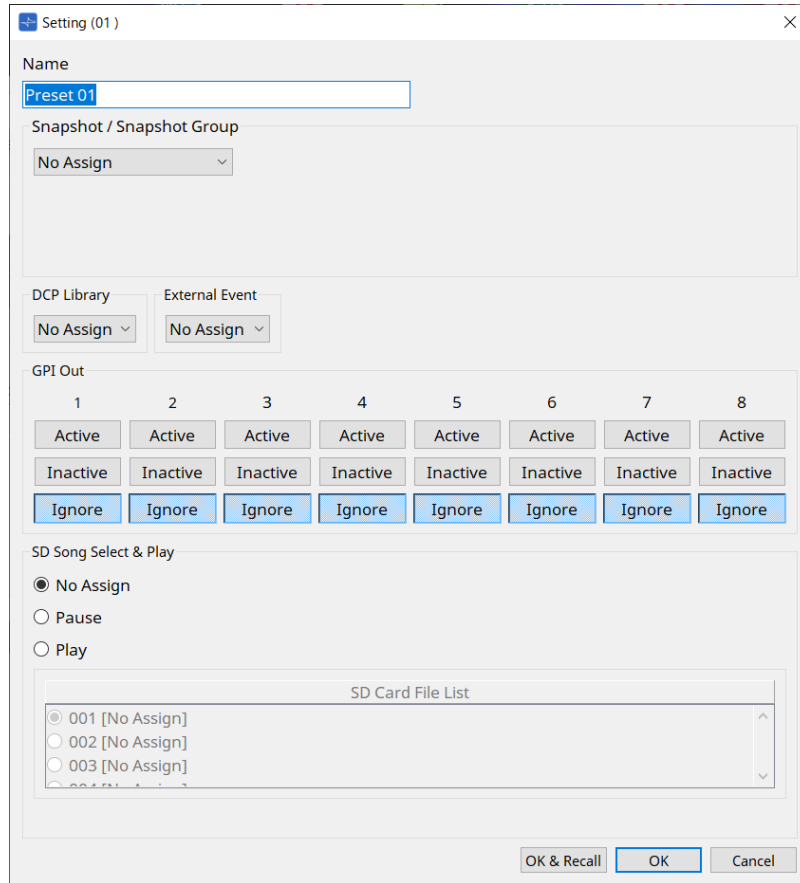 Setting (01 )
Name
Preset 01
Snapshot / Snapshot Group
No Assign
DCP Library External Event
No Assign No Assign
GPI Out
1 2 3 4 5 6 7 8
Active Active Active Active Active Active Active Active
Inactive Inactive Inactive Inactive Inactive Inactive Inactive Inactive
Ignore Ignore Ignore Ignore Ignore Ignore Ignore Ignore
SD Song Select & Play
No Assign
Pause
Play
SD Card File List
001 [No Assign]
002 [No Assign]
003 [No Assign]
OK & Recall OK Cancel